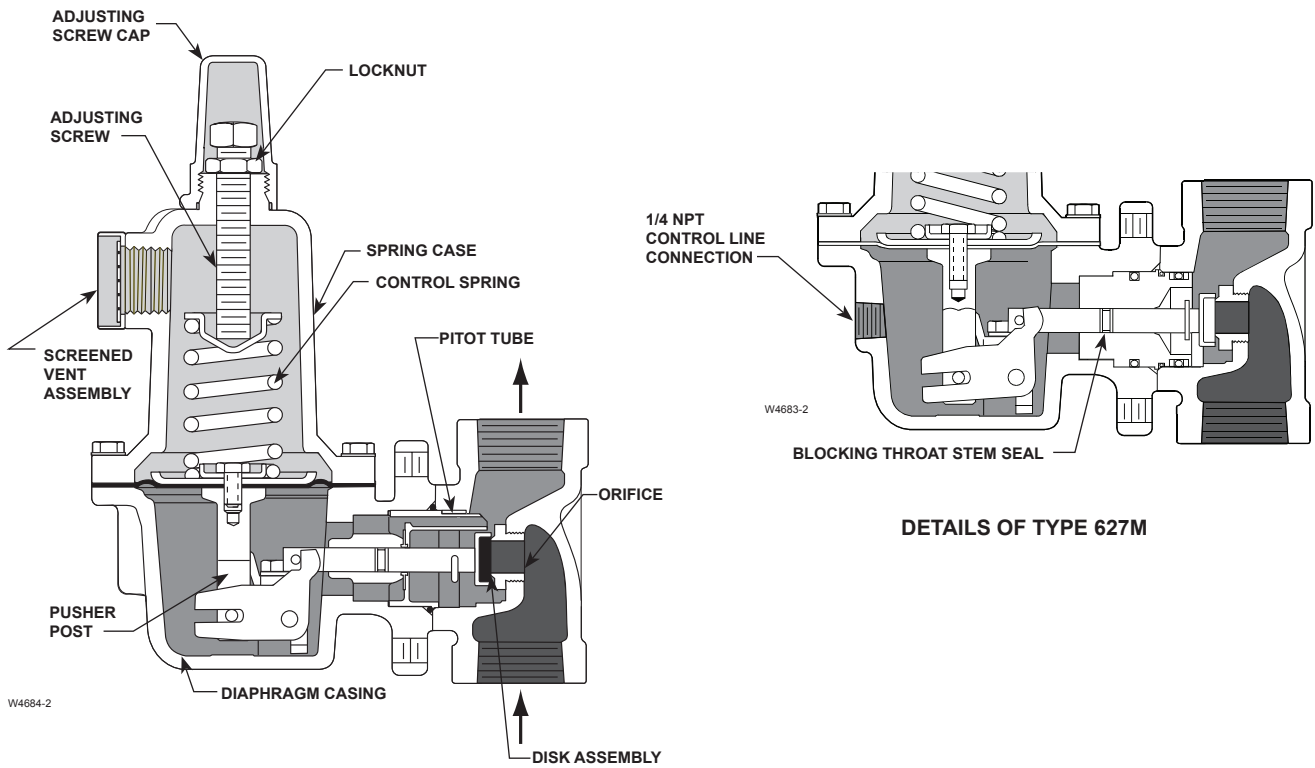 ADJUSTING
SCREW CAP
LOCKNUT
ADJUSTING
SCREW
SPRING CASE
CONTROL SPRING
SCREENED
VENT
ASSEMBLY
PITOT TUBE
ORIFICE
PUSHER
POST
DIAPHRAGM CASING
DISK ASSEMBLY
W4684-2
1/4 NPT
CONTROL LINE
CONNECTION
W4683-2
BLOCKING THROAT STEM SEAL
DETAILS OF TYPE 627M